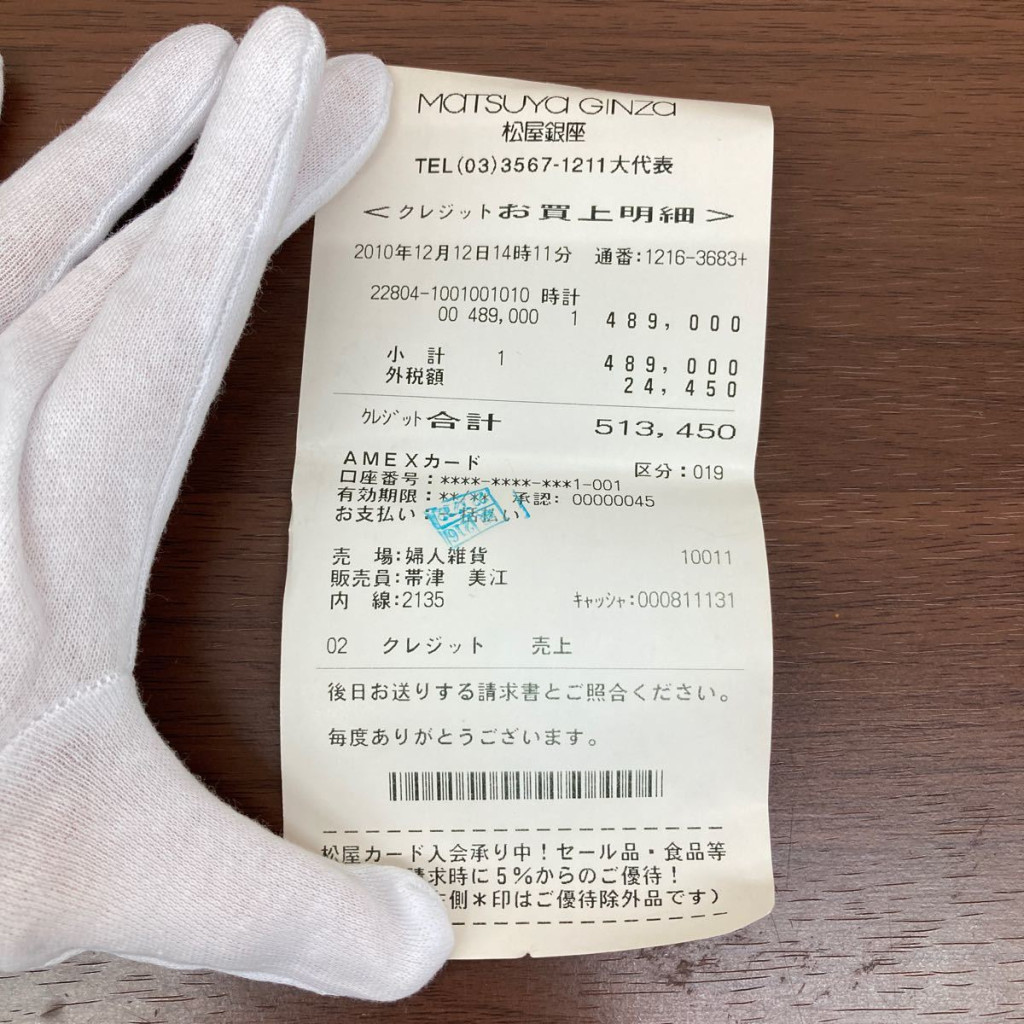 MATSUYA GINZA
松屋銀座
TEL(03)3567-1211大代表
<クレジットお買上明細>
2010年12月12日14時11分 通番:1216-3683+
22804-1001001010 時計
00 489,000 1 489,000
小 計 1 489,000
外税額 24,450
クレジット合計 513,450
AMEXカード 区分:019
口座番号:****-****-***1-001
有効期限:**/** 承認:00000045
お支払い:一括払い
売 場:婦人雑貨 10011
販売員:帯津 美江
内 線:2135 キャッシャ:000811131
02 クレジット 売上
後日お送りする請求書とご照合ください。
毎度ありがとうございます。
松屋カード入会承り中!セール品・食品等
請求時に5%からのご優待!
側*印はご優待除外品です)